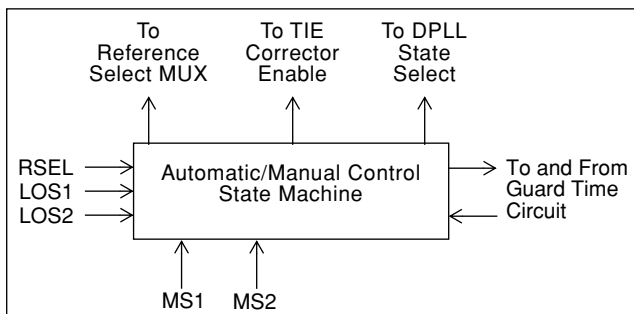 To
Reference
Select MUX
To TIE
Corrector
Enable
To DPLL
State
Select
RSEL
LOS1
LOS2
Automatic/Manual Control
State Machine
To and From
Guard Time
Circuit
MS1
MS2